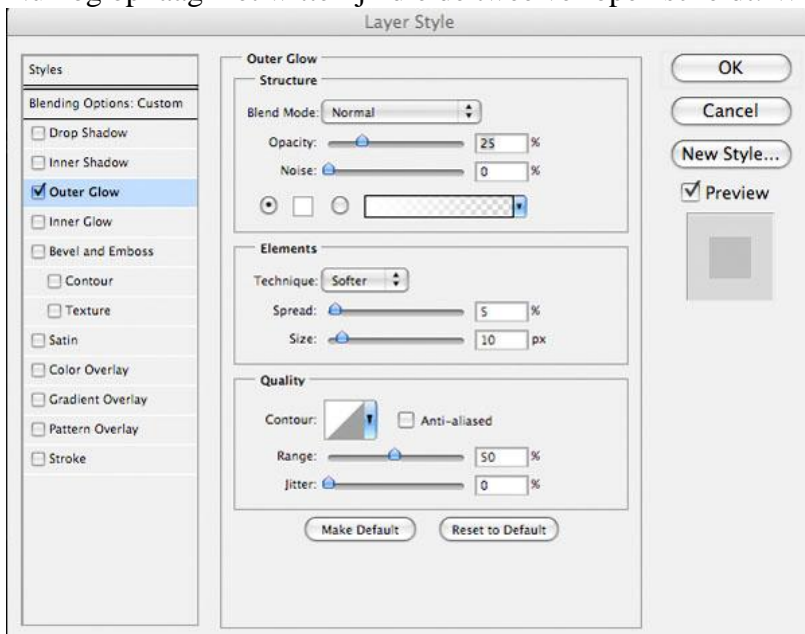 Layer Style
Styles
Blending Options: Custom
Drop Shadow
Inner Shadow
Outer Glow
Inner Glow
Bevel and Emboss
Contour
Texture
Satin
Color Overlay
Gradient Overlay
Pattern Overlay
Stroke
Outer Glow
Structure
Blend Mode: Normal
Opacity: 25 %
Noise: 0 %
Elements
Technique: Softer
Spread: 5 %
Size: 10 px
Quality
Contour: Anti-aliased
Range: 50 %
Jitter: 0 %
Make Default Reset to Default
OK
Cancel
New Style...
Preview